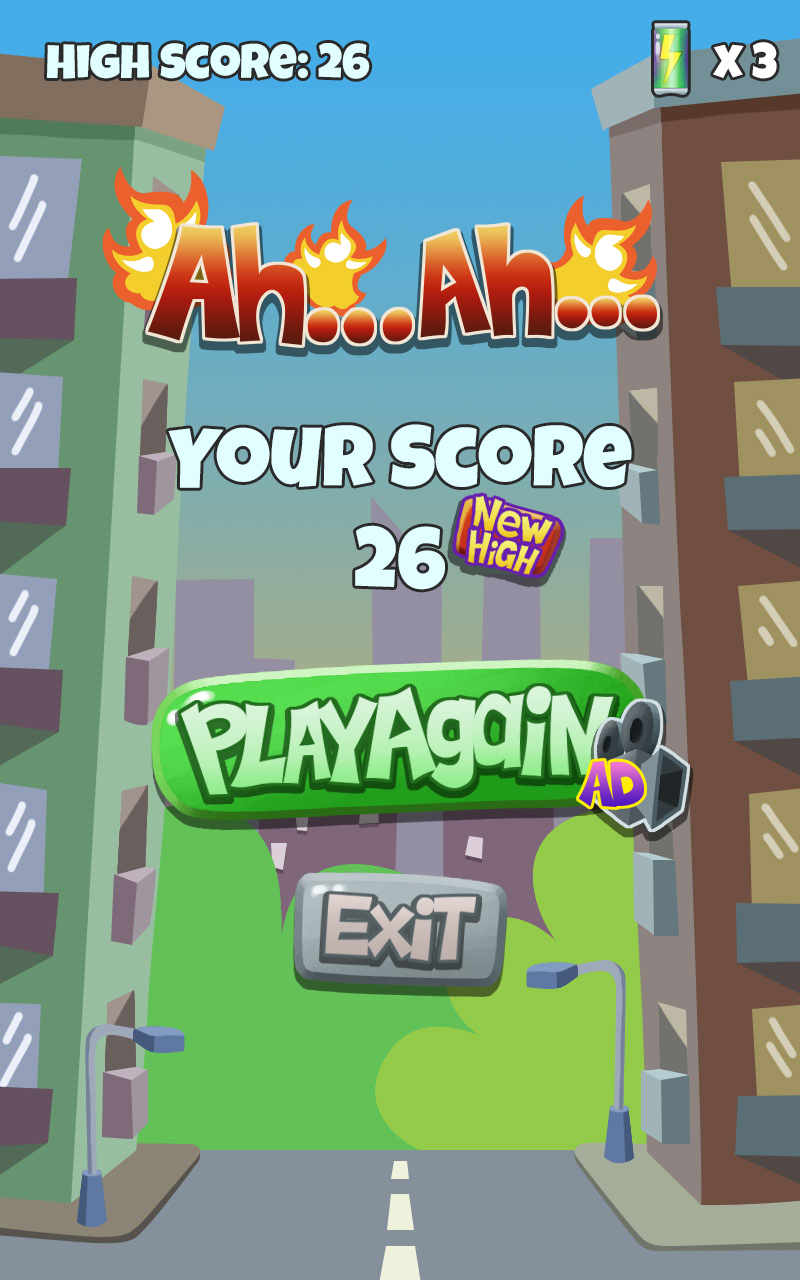 HIGH SCORE: 26
X 3
Ah...Ah...
YOUR SCORE
26
New
HiGH
PLAYAgaiN
AD
EXiT